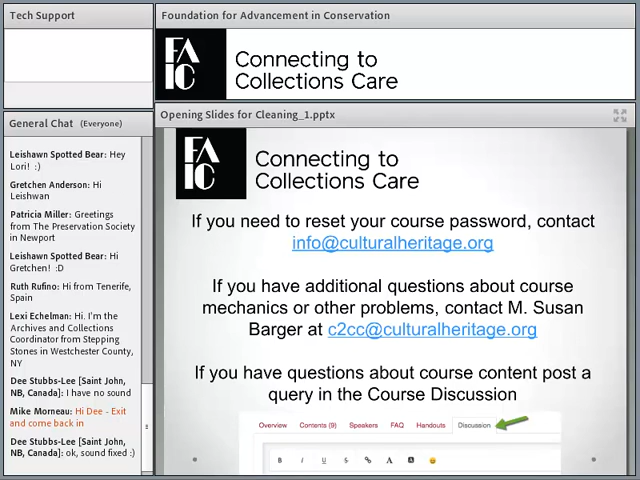 Tech Support
Foundation for Advancement in Conservation
FA
IC
Connecting to
Collections Care
General Chat (Everyone)
Leishawn Spotted Bear: Hey
Lori! :)
Gretchen Anderson: Hi
Leishwan
Patricia Miller: Greetings
from The Preservation Society
in Newport
Leishawn Spotted Bear: Hi
Gretchen! :D
Ruth Rufino: Hi from Tenerife,
Spain
Lexi Echelman: Hi. I'm the
Archives and Collections
Coordinator from Stepping
Stones in Westchester County,
NY
Dee Stubbs-Lee [Saint John,
NB, Canada]: I have no sound
Mike Morneau: Hi Dee - Exit
and come back in
Dee Stubbs-Lee [Saint John,
NB, Canada]: ok, sound fixed :)
Opening Slides for Cleaning_1.pptx
FA
IC
Connecting to
Collections Care
If you need to reset your course password, contact
info@culturalheritage.org
If you have additional questions about course
mechanics or other problems, contact M. Susan
Barger at c2cc@culturalheritage.org
If you have questions about course content post a
query in the Course Discussion
Overview Contents (9) Speakers FAQ Handouts Discussion
B I U S A A